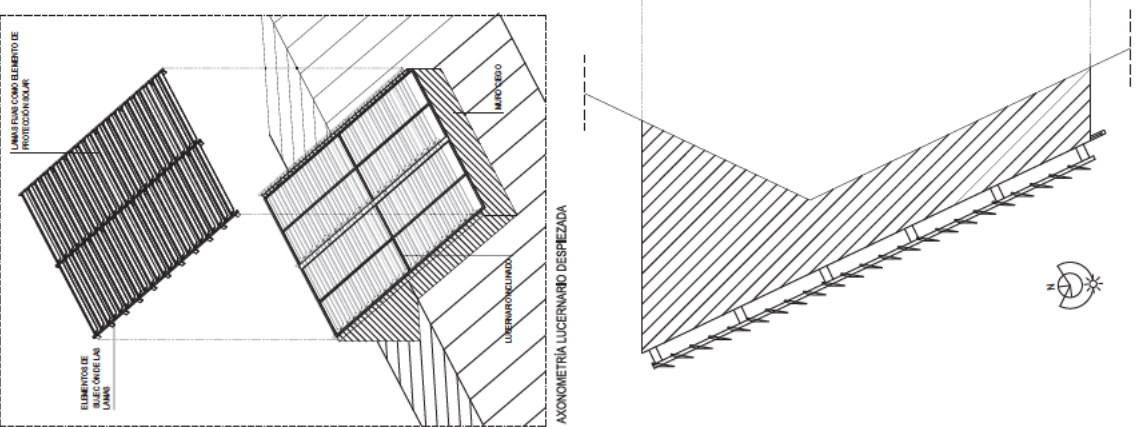 LAMAS FIJAS COMO ELEMENTO DE
PROTECCIÓN SOLAR
ELEMENTOS DE
SUJECCIÓN DE LAS
LAMAS
MURO CIEGO
LUCERNARIO INCLINADO
AXONOMETRÍA LUCERNARIO DESPIEZADA
N